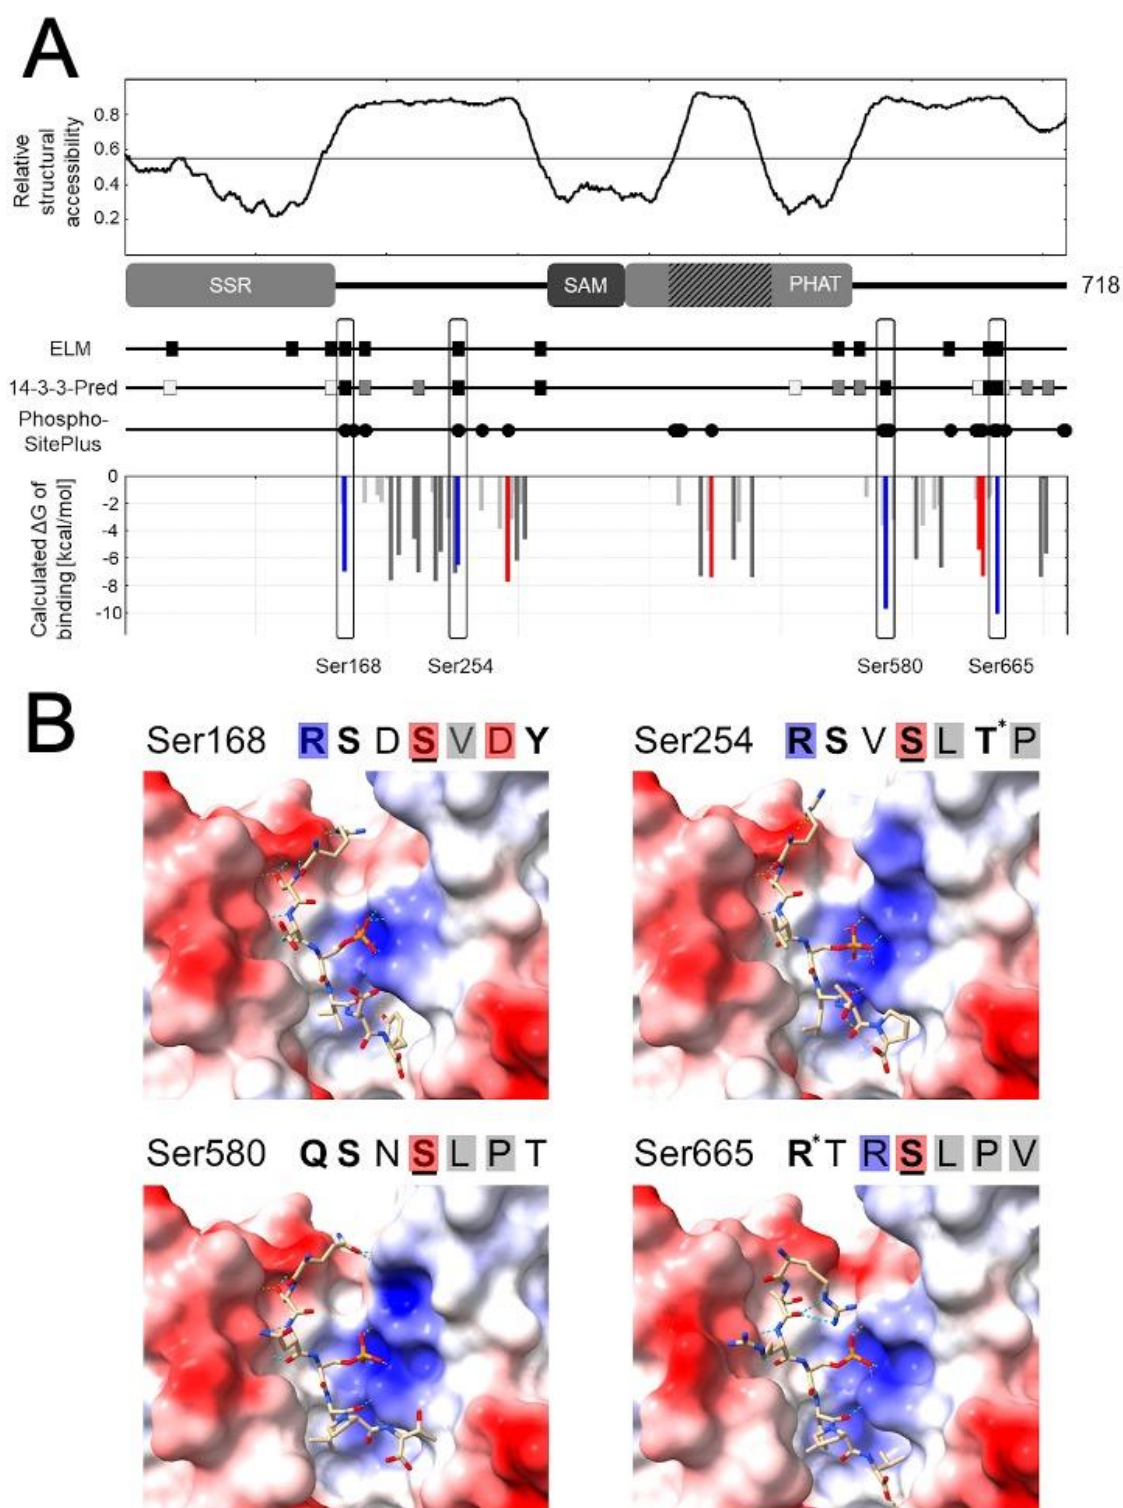 A
Relative
structural
accessibility
0.8
0.6
0.4
0.2
SSR
SAM
PHAT
718
ELM
14-3-3-Pred
Phospho-
SitePlus
Calculated ΔG of
binding [kcal/mol]
0
-2
-4
-6
-8
-10
Ser168
Ser254
Ser580
Ser665
B
Ser168 R S D S V D Y
Ser254 R S V S L T* P
Ser580 Q S N S L P T
Ser665 R* T R S L P V